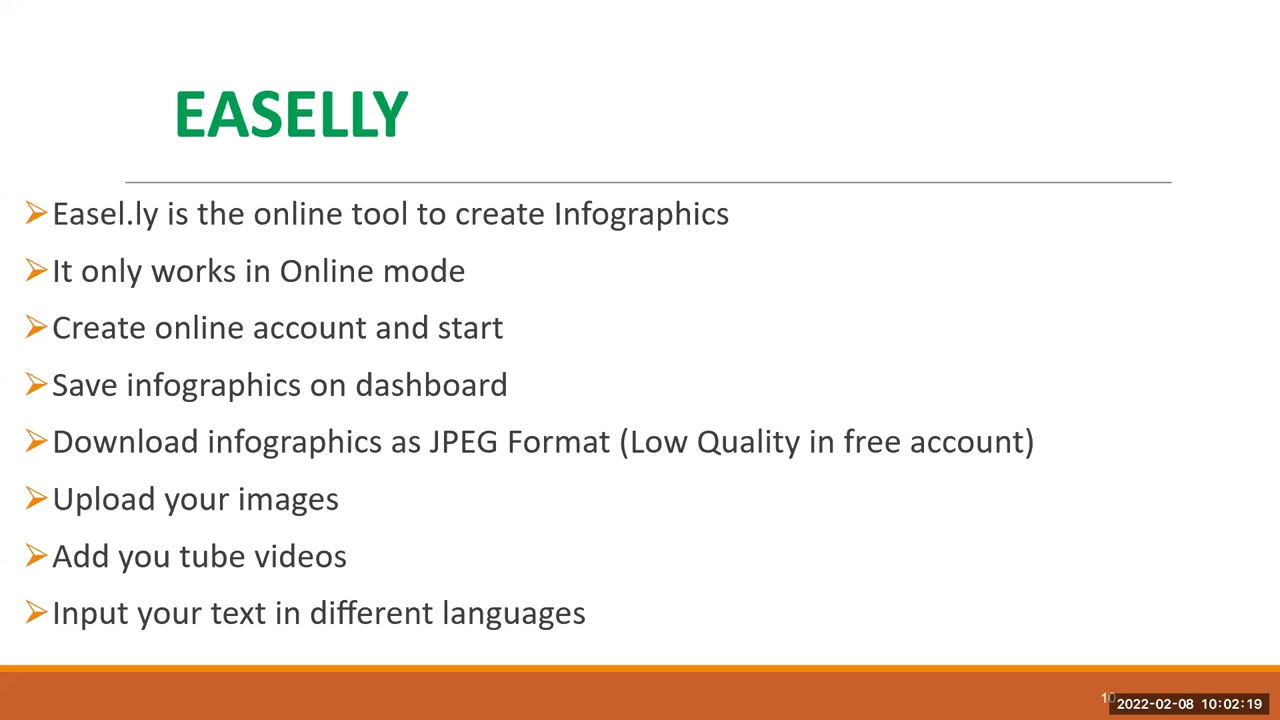 EASELLY
Easel.ly is the online tool to create Infographics
It only works in Online mode
Create online account and start
Save infographics on dashboard
Download infographics as JPEG Format (Low Quality in free account)
Upload your images
Add you tube videos
Input your text in different languages
2022-02-08 10:02:19